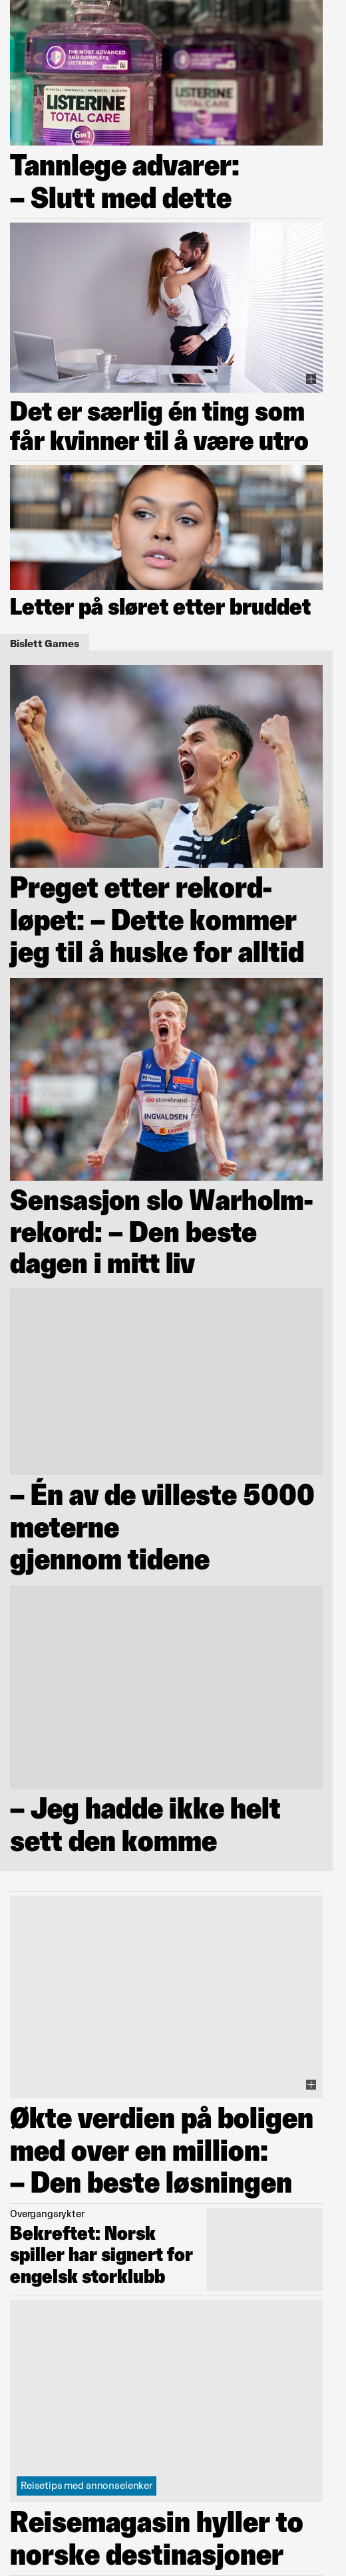 THE MOST ADVANCED
AND COMPLETE
LISTERINE®
LISTERINE
TOTAL CARE
6 IN 1
LISTERINE
TOTAL CARE
Tannlege advarer:
– Slutt med dette
Det er særlig én ting som
får kvinner til å være utro
Letter på sløret etter bruddet
Bislett Games
Preget etter rekord-
løpet: – Dette kommer
jeg til å huske for alltid
storebrand
INGVALDSEN
Sensasjon slo Warholm-
rekord: – Den beste
dagen i mitt liv
– Én av de villeste 5000
meterne
gjennom tidene
– Jeg hadde ikke helt
sett den komme
Økte verdien på boligen
med over en million:
– Den beste løsningen
Overgangsrykter
Bekreftet: Norsk
spiller har signert for
engelsk storklubb
Reisetips med annonselenker
Reisemagasin hyller to
norske destinasjoner